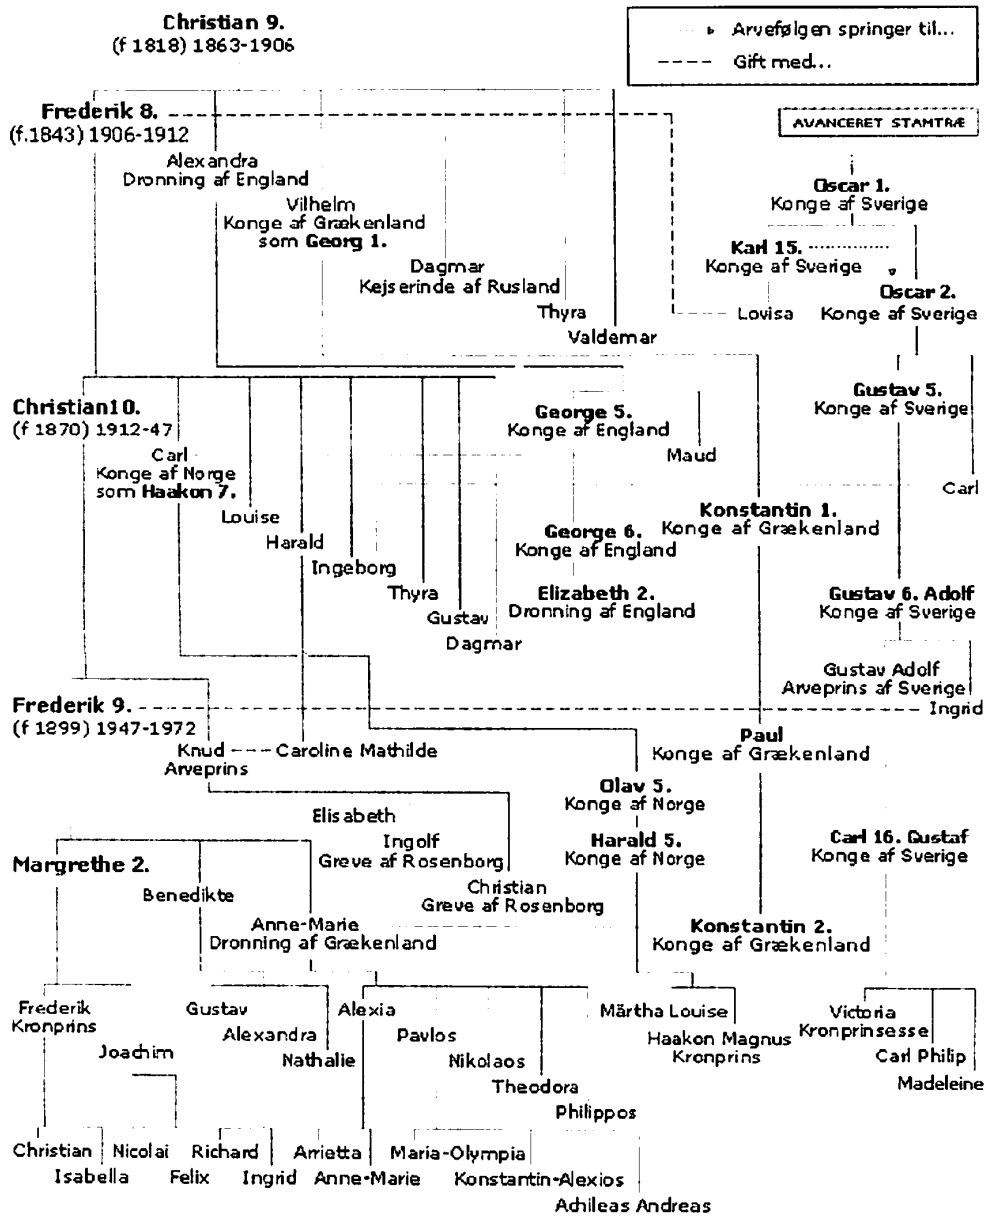 Christian 9.
(f 1818) 1863-1906
Arvefølgen springer til...
Gift med...
Frederik 8.
(f.1843) 1906-1912
AVANCERET STAMTRÆ
Alexandra
Dronning af England
Vilhelm
Konge af Grækenland
som Georg 1.
Oscar 1.
Konge af Sverige
Karl 15.
Konge af Sverige
Dagmar
Kejserinde af Rusland
Oscar 2.
Konge af Sverige
Thyra
Lovisa
Valdemar
Christian10.
(f 1870) 1912-47
George 5.
Konge af England
Gustav 5.
Konge af Sverige
Carl
Konge af Norge
som Haakon 7.
Maud
Carl
Louise
Konstantin 1.
Konge af Grækenland
Harald
George 6.
Konge af England
Ingeborg
Thyra
Elizabeth 2.
Dronning af England
Gustav 6. Adolf
Konge af Sverige
Gustav
Dagmar
Gustav Adolf
Arveprins af Sverige
Frederik 9.
(f 1899) 1947-1972
Ingrid
Knud
Arveprins
Caroline Mathilde
Paul
Konge af Grækenland
Olav 5.
Konge af Norge
Elisabeth
Ingolf
Greve af Rosenborg
Harald 5.
Konge af Norge
Carl 16. Gustaf
Konge af Sverige
Margrethe 2.
Benedikte
Christian
Greve af Rosenborg
Anne-Marie
Dronning af Grækenland
Konstantin 2.
Konge af Grækenland
Frederik
Kronprins
Gustav
Alexia
Märtha Louise
Victoria
Kronprinsesse
Joachim
Alexandra
Pavlos
Haakon Magnus
Kronprins
Nathalie
Nikolaos
Carl Philip
Theodora
Madeleine
Philippos
Christian
Nicolai
Richard
Arrietta
Maria-Olympia
Isabella
Felix
Ingrid
Anne-Marie
Konstantin-Alexios
Achileas Andreas